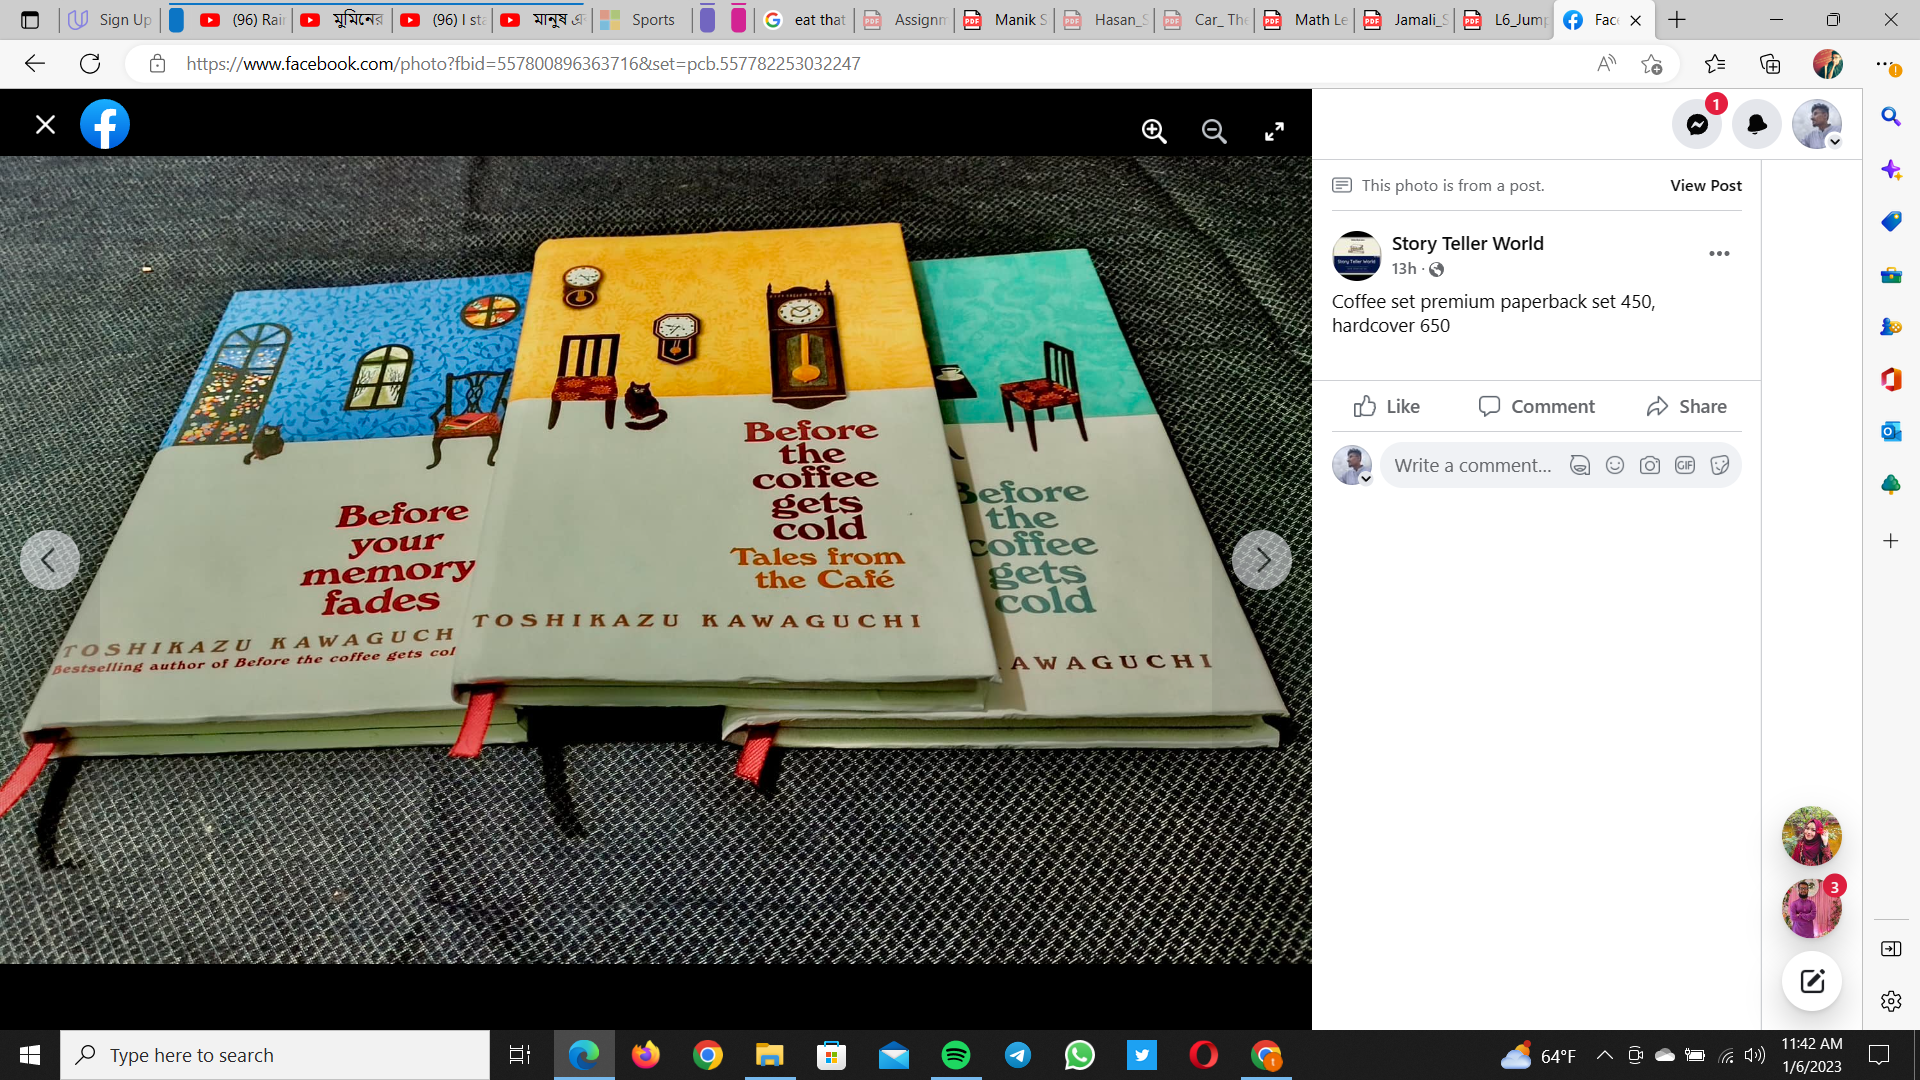 Sign Up
(96) Rai
মুমিনের
(96) I sta
মানুষ এ
Sports
eat that
Assignm
Manik S
Hasan_S
Car_ The
Math Le
Jamali_S
L6_Jump
Fac
https://www.facebook.com/photo?fbid=557800896363716&set=pcb.557782253032247
1
This photo is from a post.
View Post
Story Teller World
13h
Coffee set premium paperback set 450,
hardcover 650
Like
Comment
Share
Write a comment...
GIF
Before
your
memory
fades
TOSHIKAZU KAWAGUCH
Bestselling author of Before the coffee gets col
Before
the
coffee
gets
cold
Tales from
the Café
TOSHIKAZU KAWAGUCHI
Before
the
coffee
gets
cold
AWAGUCHI
3
Type here to search
64°F
11:42 AM
1/6/2023